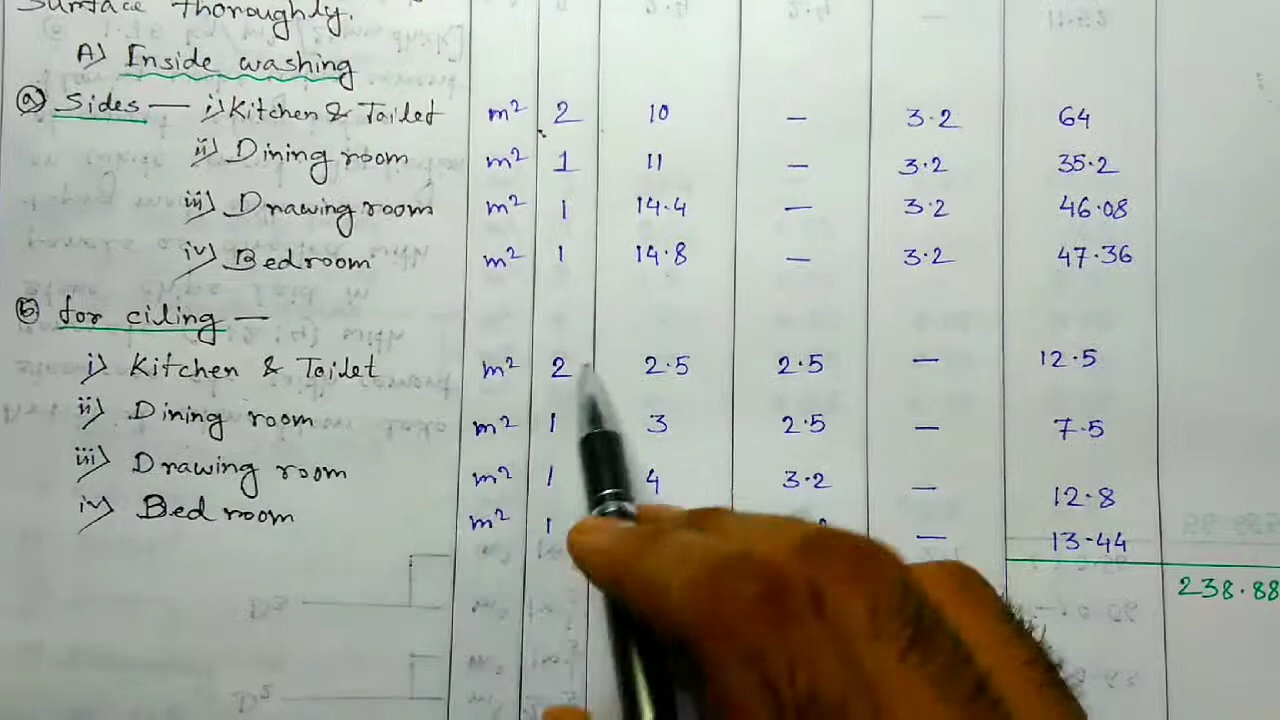 Surface thoroughly.
A) Inside washing
(a) Sides — i) Kitchen & Toilet m² 2 10 — 3.2 64
ii) Dining room m² 1 11 — 3.2 35.2
iii) Drawing room m² 1 14.4 — 3.2 46.08
iv) Bedroom m² 1 14.8 — 3.2 47.36
(b) for ciling —
i) Kitchen & Toilet m² 2 2.5 2.5 — 12.5
ii) Dining room m² 1 3 2.5 — 7.5
iii) Drawing room m² 1 4 3.2 — 12.8
iv) Bed room m² 1 — 13.44
238.88